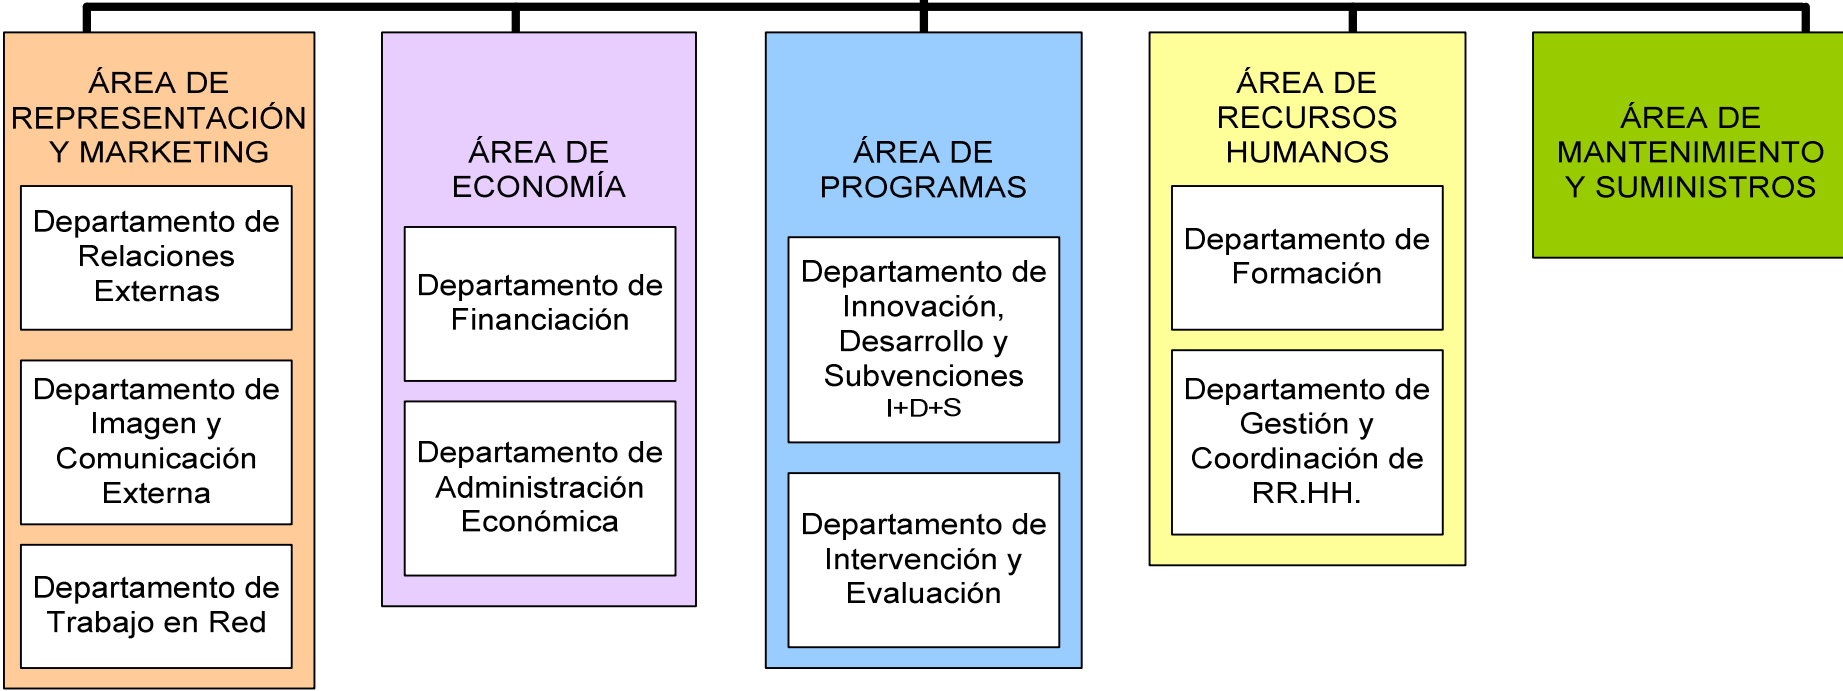 ÁREA DE
REPRESENTACIÓN
Y MARKETING
Departamento de
Relaciones
Externas
Departamento de
Imagen y
Comunicación
Externa
Departamento de
Trabajo en Red
ÁREA DE
ECONOMÍA
Departamento de
Financiación
Departamento de
Administración
Económica
ÁREA DE
PROGRAMAS
Departamento de
Innovación,
Desarrollo y
Subvenciones
I+D+S
Departamento de
Intervención y
Evaluación
ÁREA DE
RECURSOS
HUMANOS
Departamento de
Formación
Departamento de
Gestión y
Coordinación de
RR.HH.
ÁREA DE
MANTENIMIENTO
Y SUMINISTROS